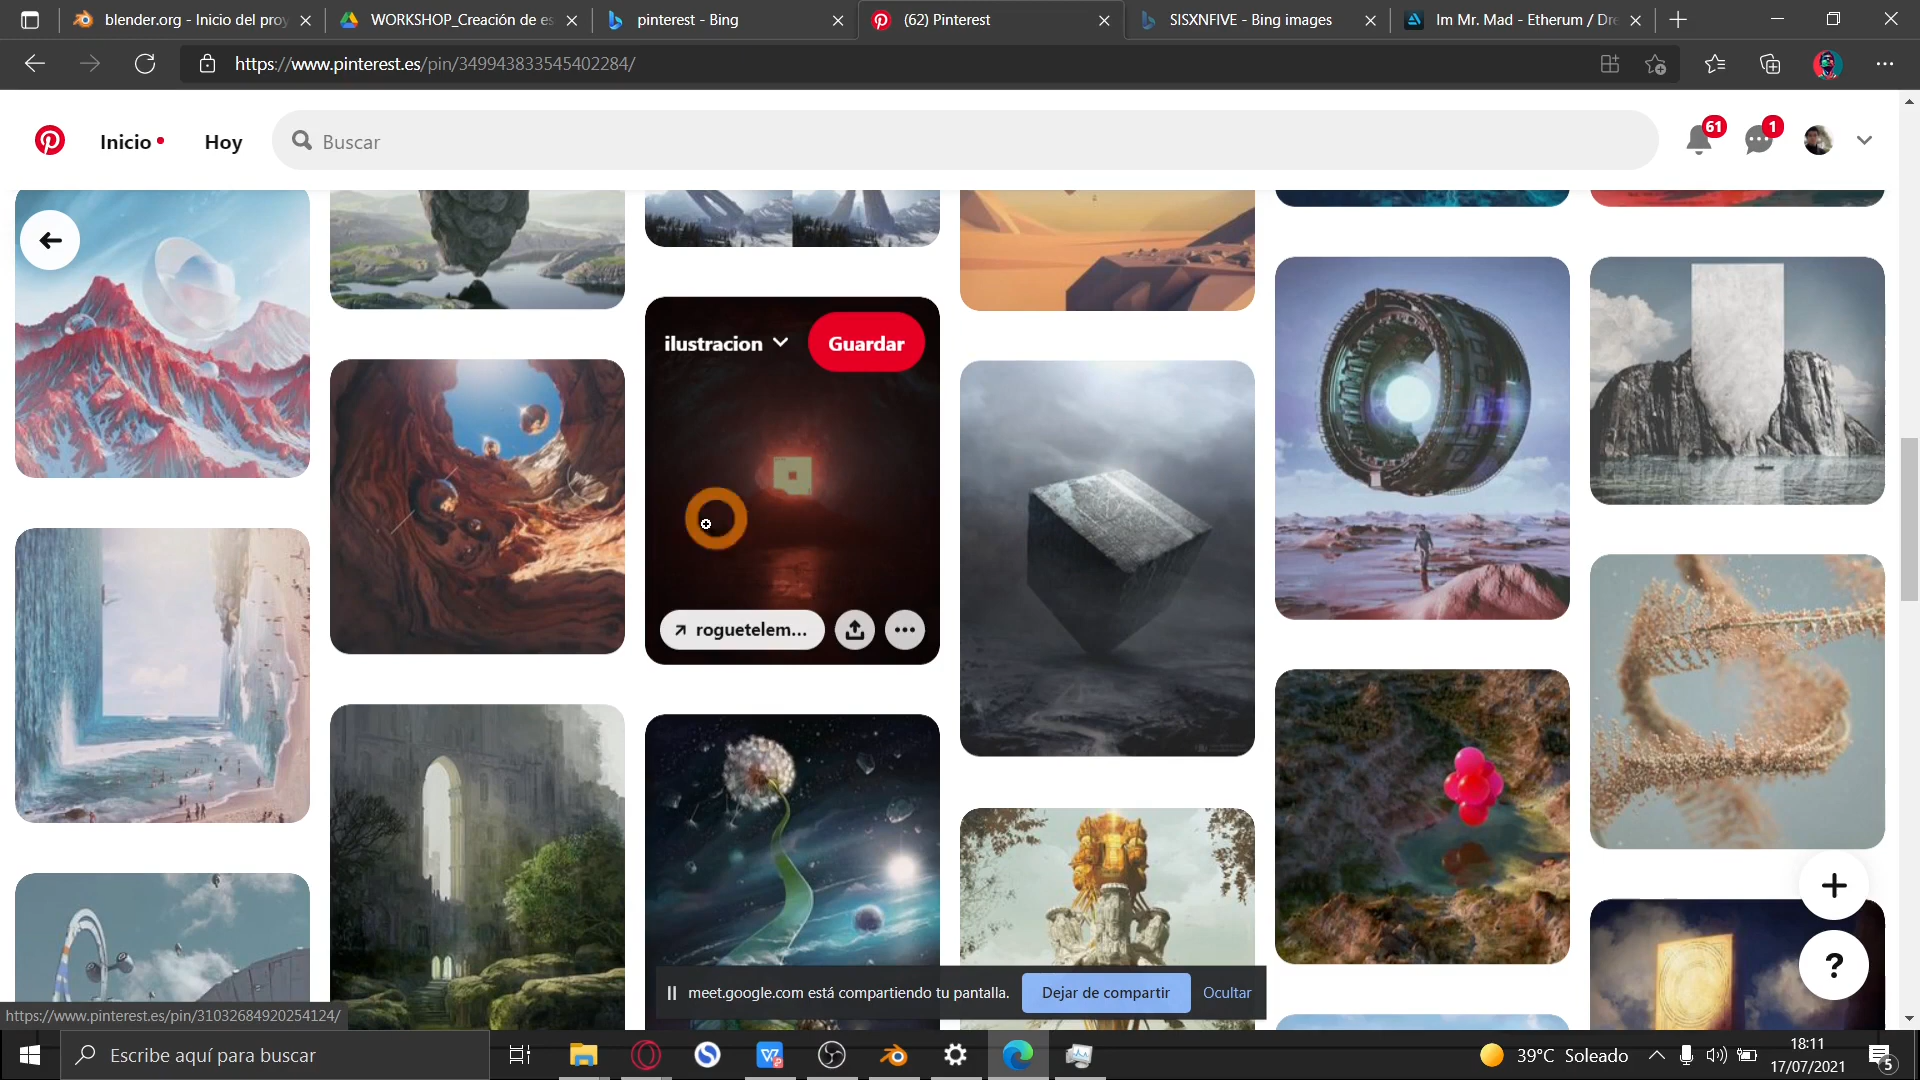 blender.org - Inicio del proy
WORKSHOP_Creación de es
pinterest - Bing
(62) Pinterest
SISXNFIVE - Bing images
Im Mr. Mad - Etherum / Dre
https://www.pinterest.es/pin/349943833545402284/
Inicio
Hoy
Buscar
61
1
ilustracion
Guardar
roguetelem...
meet.google.com está compartiendo tu pantalla.
Dejar de compartir
Ocultar
https://www.pinterest.es/pin/31032684920254124/
Escribe aquí para buscar
39°C Soleado
18:11
17/07/2021
5